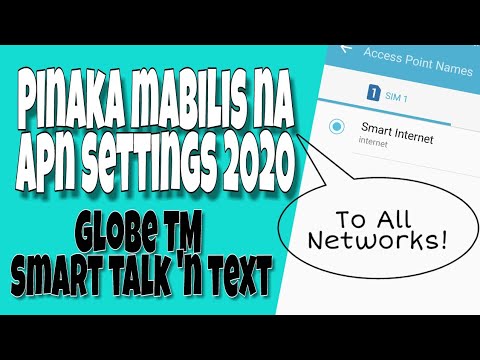 Pinaka mabilis na
APN Settings 2020
Globe TM
Smart Talk 'n Text
Access Point Names
1 SIM 1
Smart Internet
internet
To All
Networks!